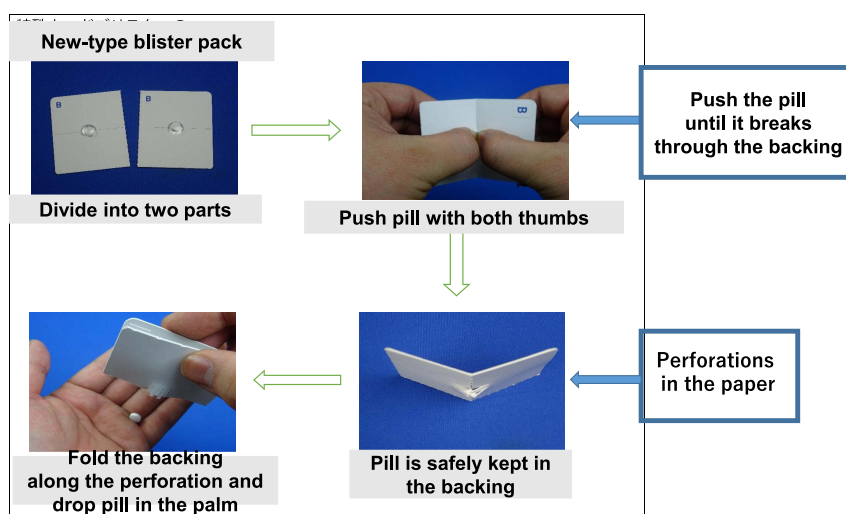 New-type blister pack
B
B
Divide into two parts
B
Push pill with both thumbs
Push the pill
until it breaks
through the backing
Fold the backing
along the perforation and
drop pill in the palm
Pill is safely kept in
the backing
Perforations
in the paper